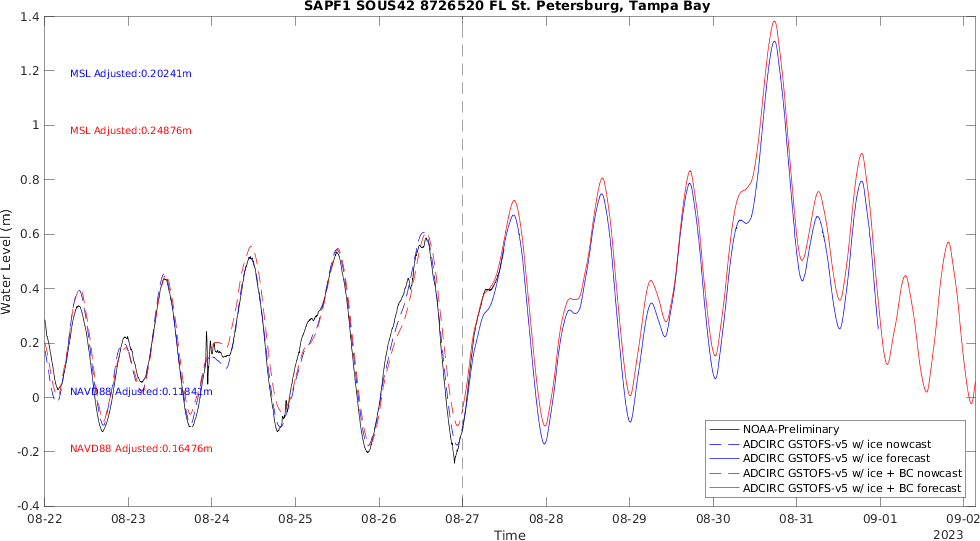 SAPF1 SOUS42 8726520 FL St. Petersburg, Tampa Bay
1.4
1.2
1
0.8
0.6
0.4
0.2
0
-0.2
-0.4
Water Level (m)
MSL Adjusted:0.20241m
MSL Adjusted:0.24876m
NAVD88 Adjusted:0.11841m
NAVD88 Adjusted:0.16476m
NOAA-Preliminary
ADCIRC GSTOFS-v5 w/ ice nowcast
ADCIRC GSTOFS-v5 w/ ice forecast
ADCIRC GSTOFS-v5 w/ ice + BC nowcast
ADCIRC GSTOFS-v5 w/ ice + BC forecast
08-22 08-23 08-24 08-25 08-26 08-27 08-28 08-29 08-30 08-31 09-01 09-02
Time
2023